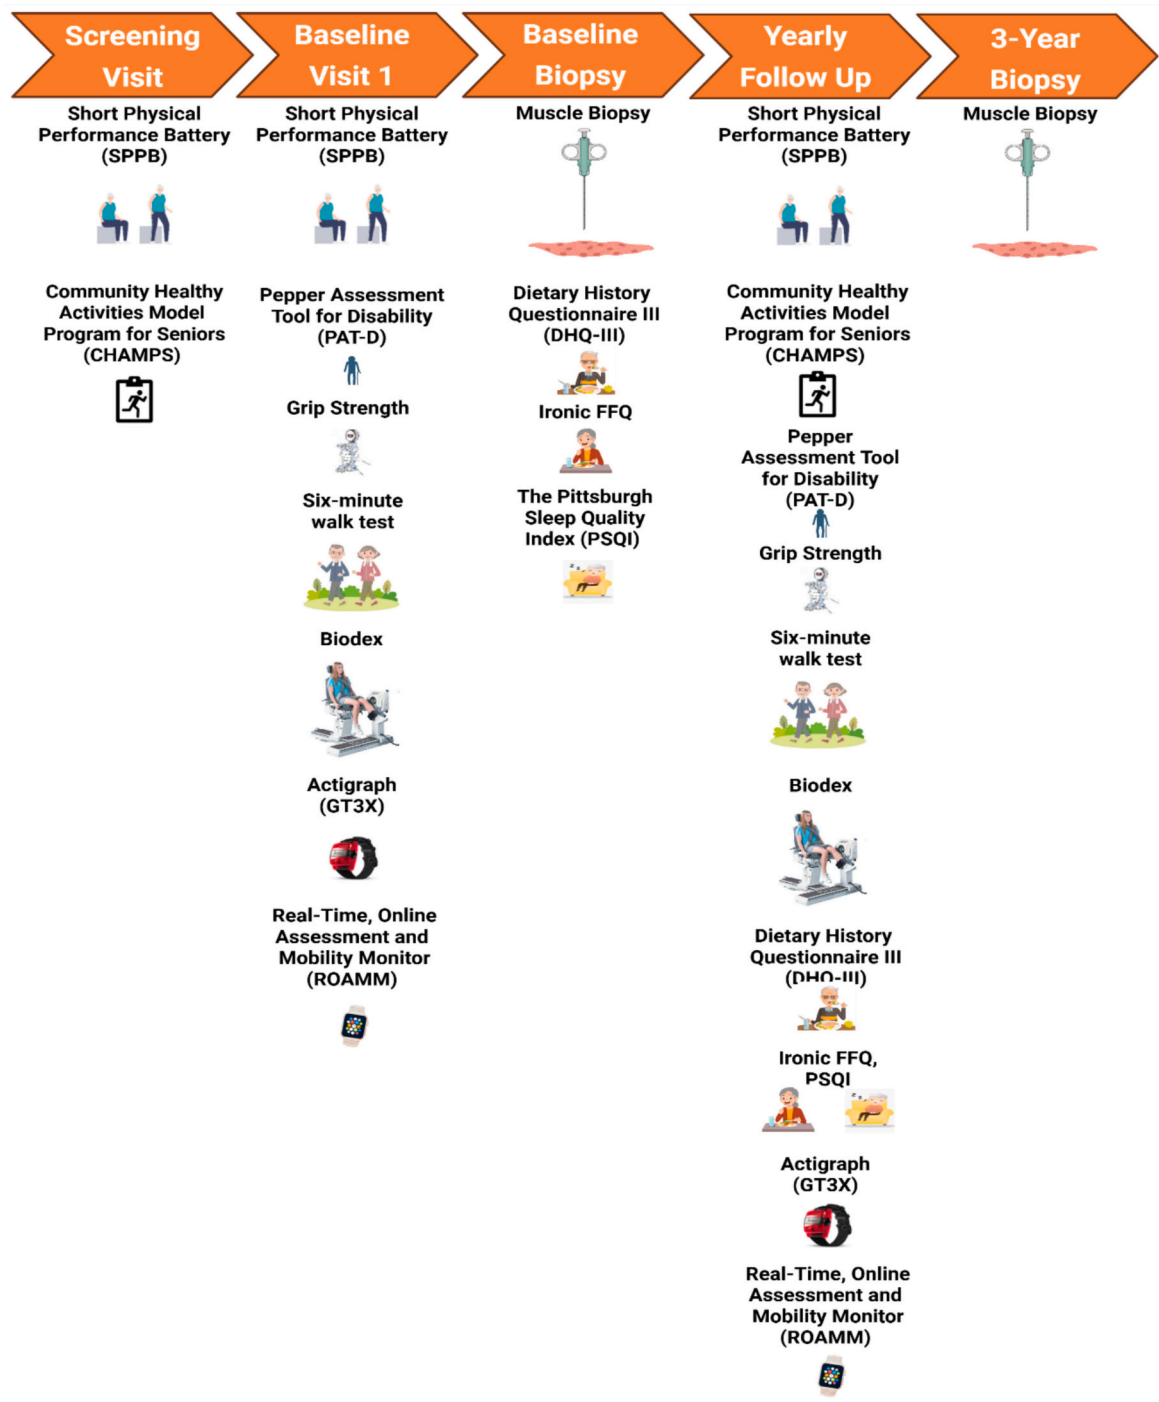 Screening
Visit
Short Physical
Performance Battery
(SPPB)
Community Healthy
Activities Model
Program for Seniors
(CHAMPS)
Baseline
Visit 1
Short Physical
Performance Battery
(SPPB)
Pepper Assessment
Tool for Disability
(PAT-D)
Grip Strength
Six-minute
walk test
Biodex
Actigraph
(GT3X)
Real-Time, Online
Assessment and
Mobility Monitor
(ROAMM)
Baseline
Biopsy
Muscle Biopsy
Dietary History
Questionnaire III
(DHQ-III)
Ironic FFQ
The Pittsburgh
Sleep Quality
Index (PSQI)
Yearly
Follow Up
Short Physical
Performance Battery
(SPPB)
Community Healthy
Activities Model
Program for Seniors
(CHAMPS)
Pepper
Assessment Tool
for Disability
(PAT-D)
Grip Strength
Six-minute
walk test
Biodex
Dietary History
Questionnaire III
(DHQ-III)
Ironic FFQ,
PSQI
Actigraph
(GT3X)
Real-Time, Online
Assessment and
Mobility Monitor
(ROAMM)
3-Year
Biopsy
Muscle Biopsy